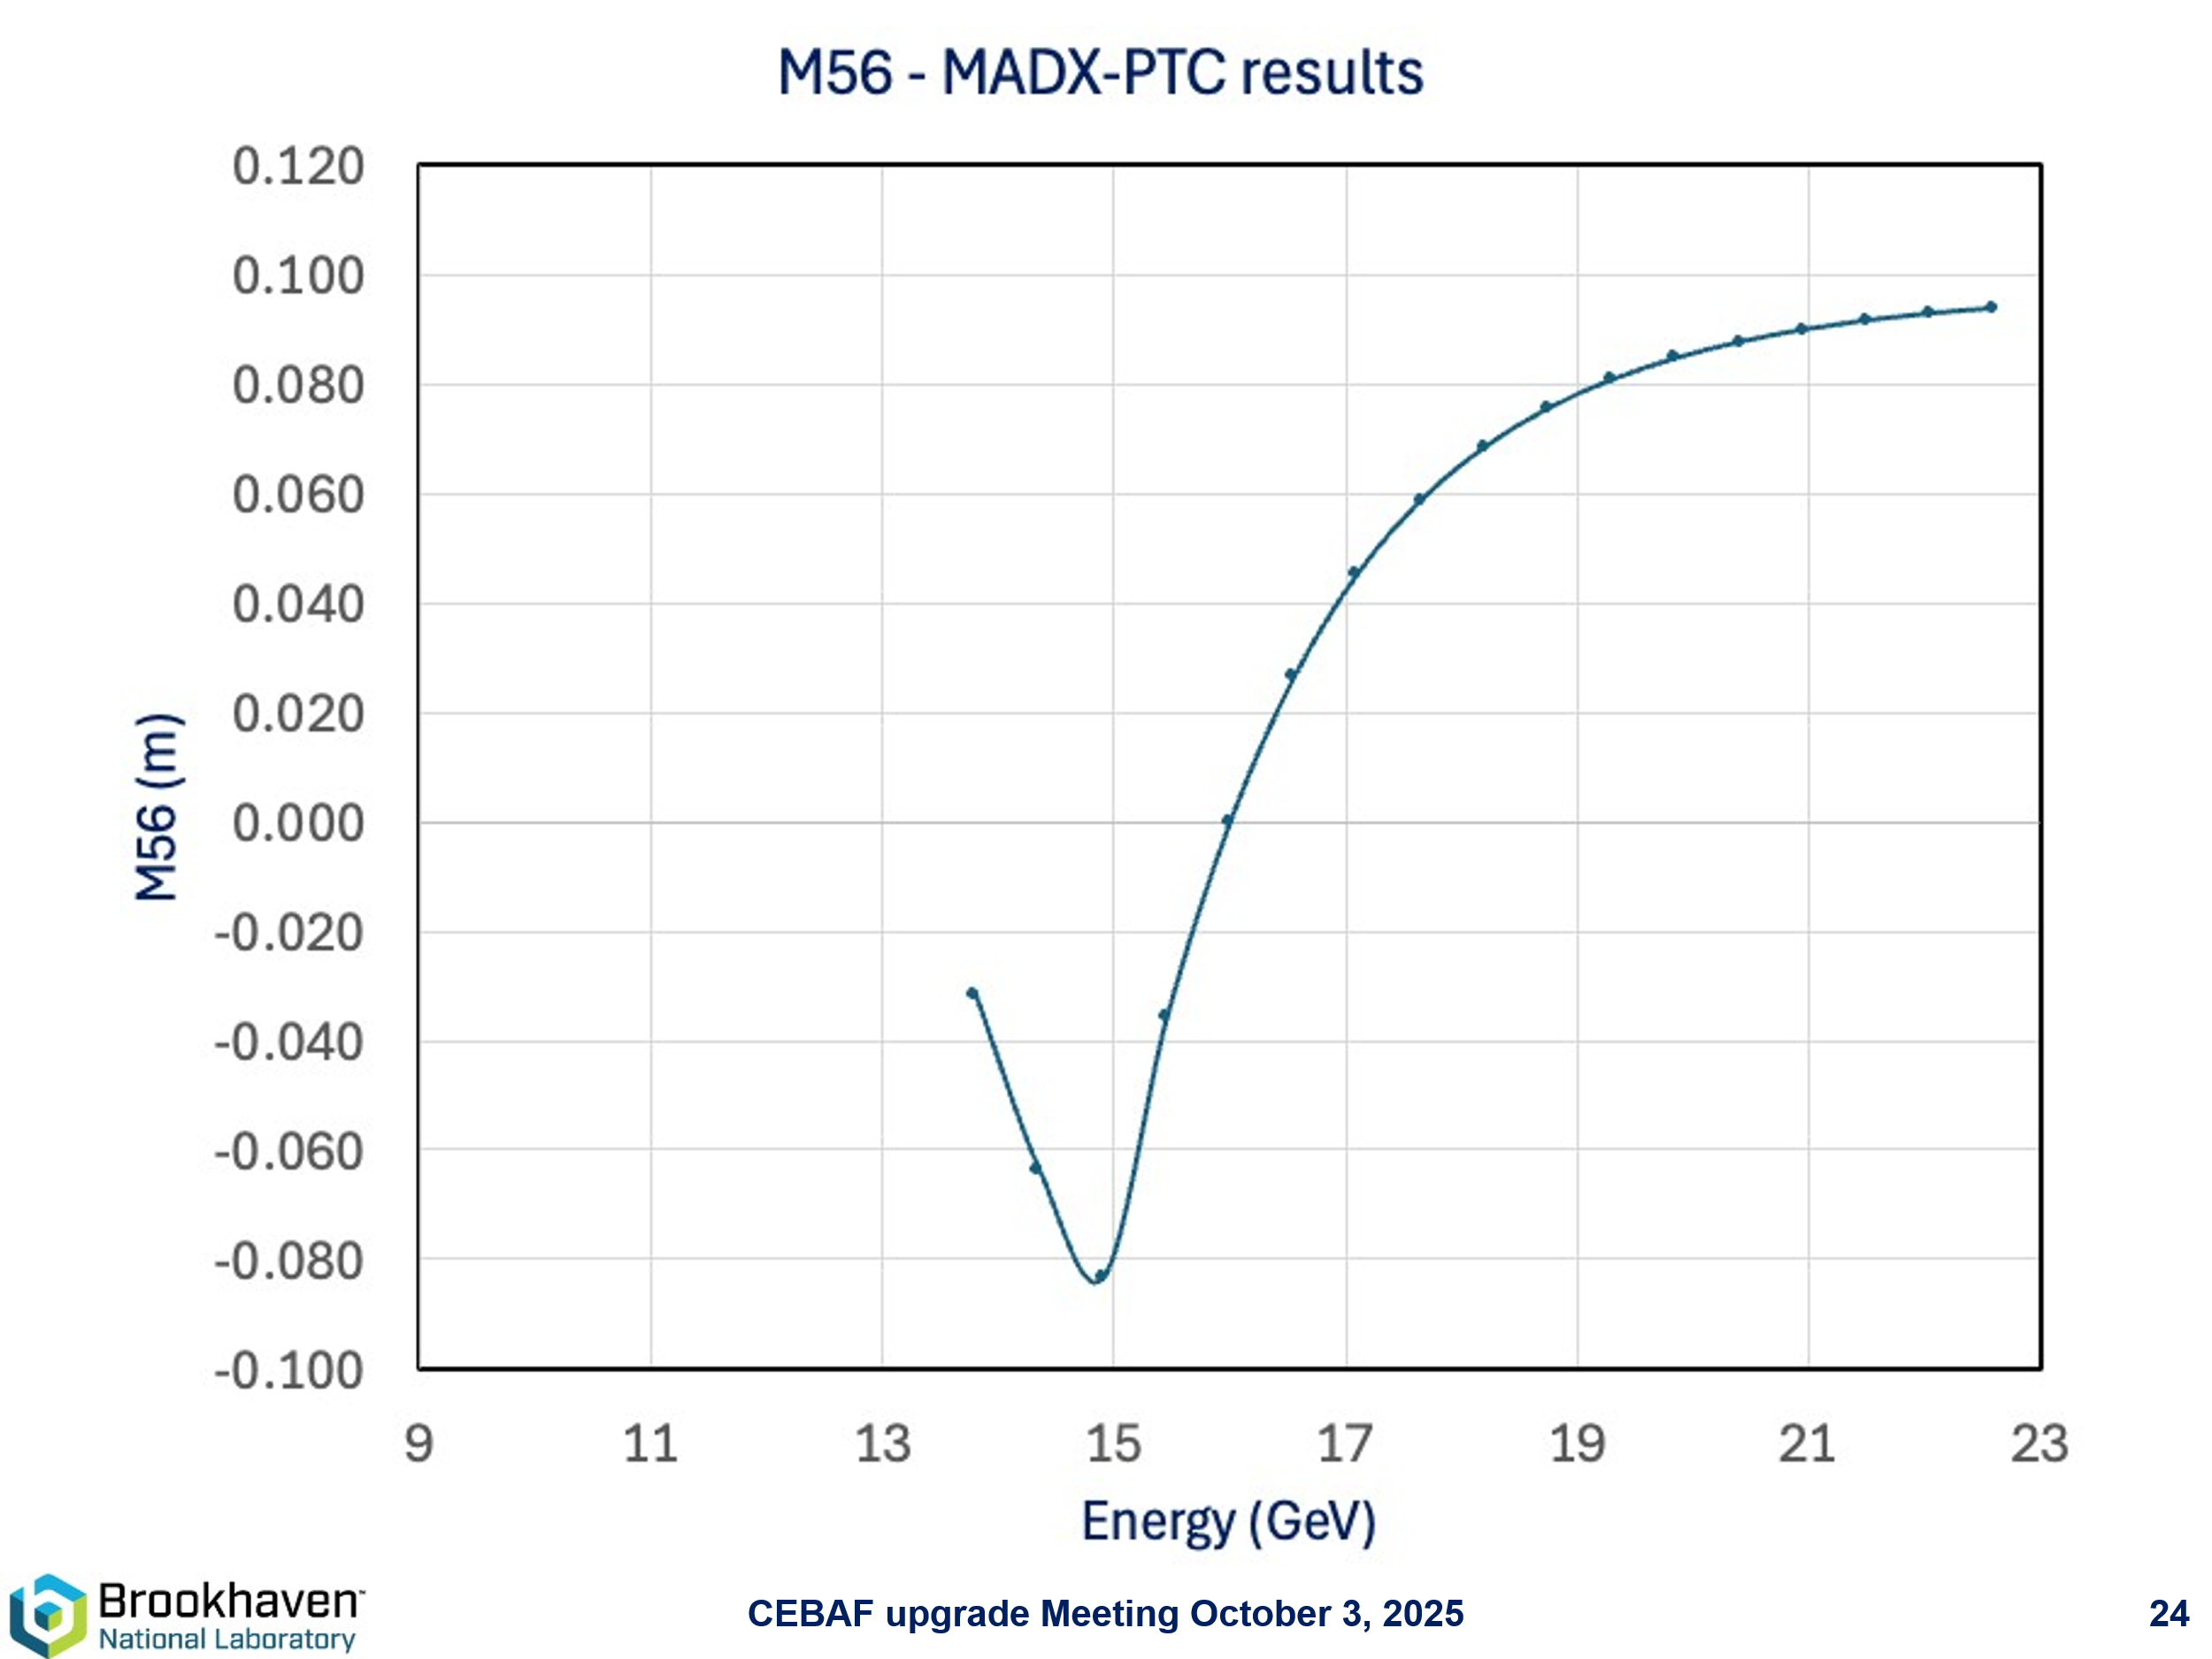 M56 - MADX-PTC results
0.120
0.100
0.080
0.060
0.040
0.020
0.000
-0.020
-0.040
-0.060
-0.080
-0.100
M56 (m)
9 11 13 15 17 19 21 23
Energy (GeV)
Brookhaven™
National Laboratory
CEBAF upgrade Meeting October 3, 2025
24